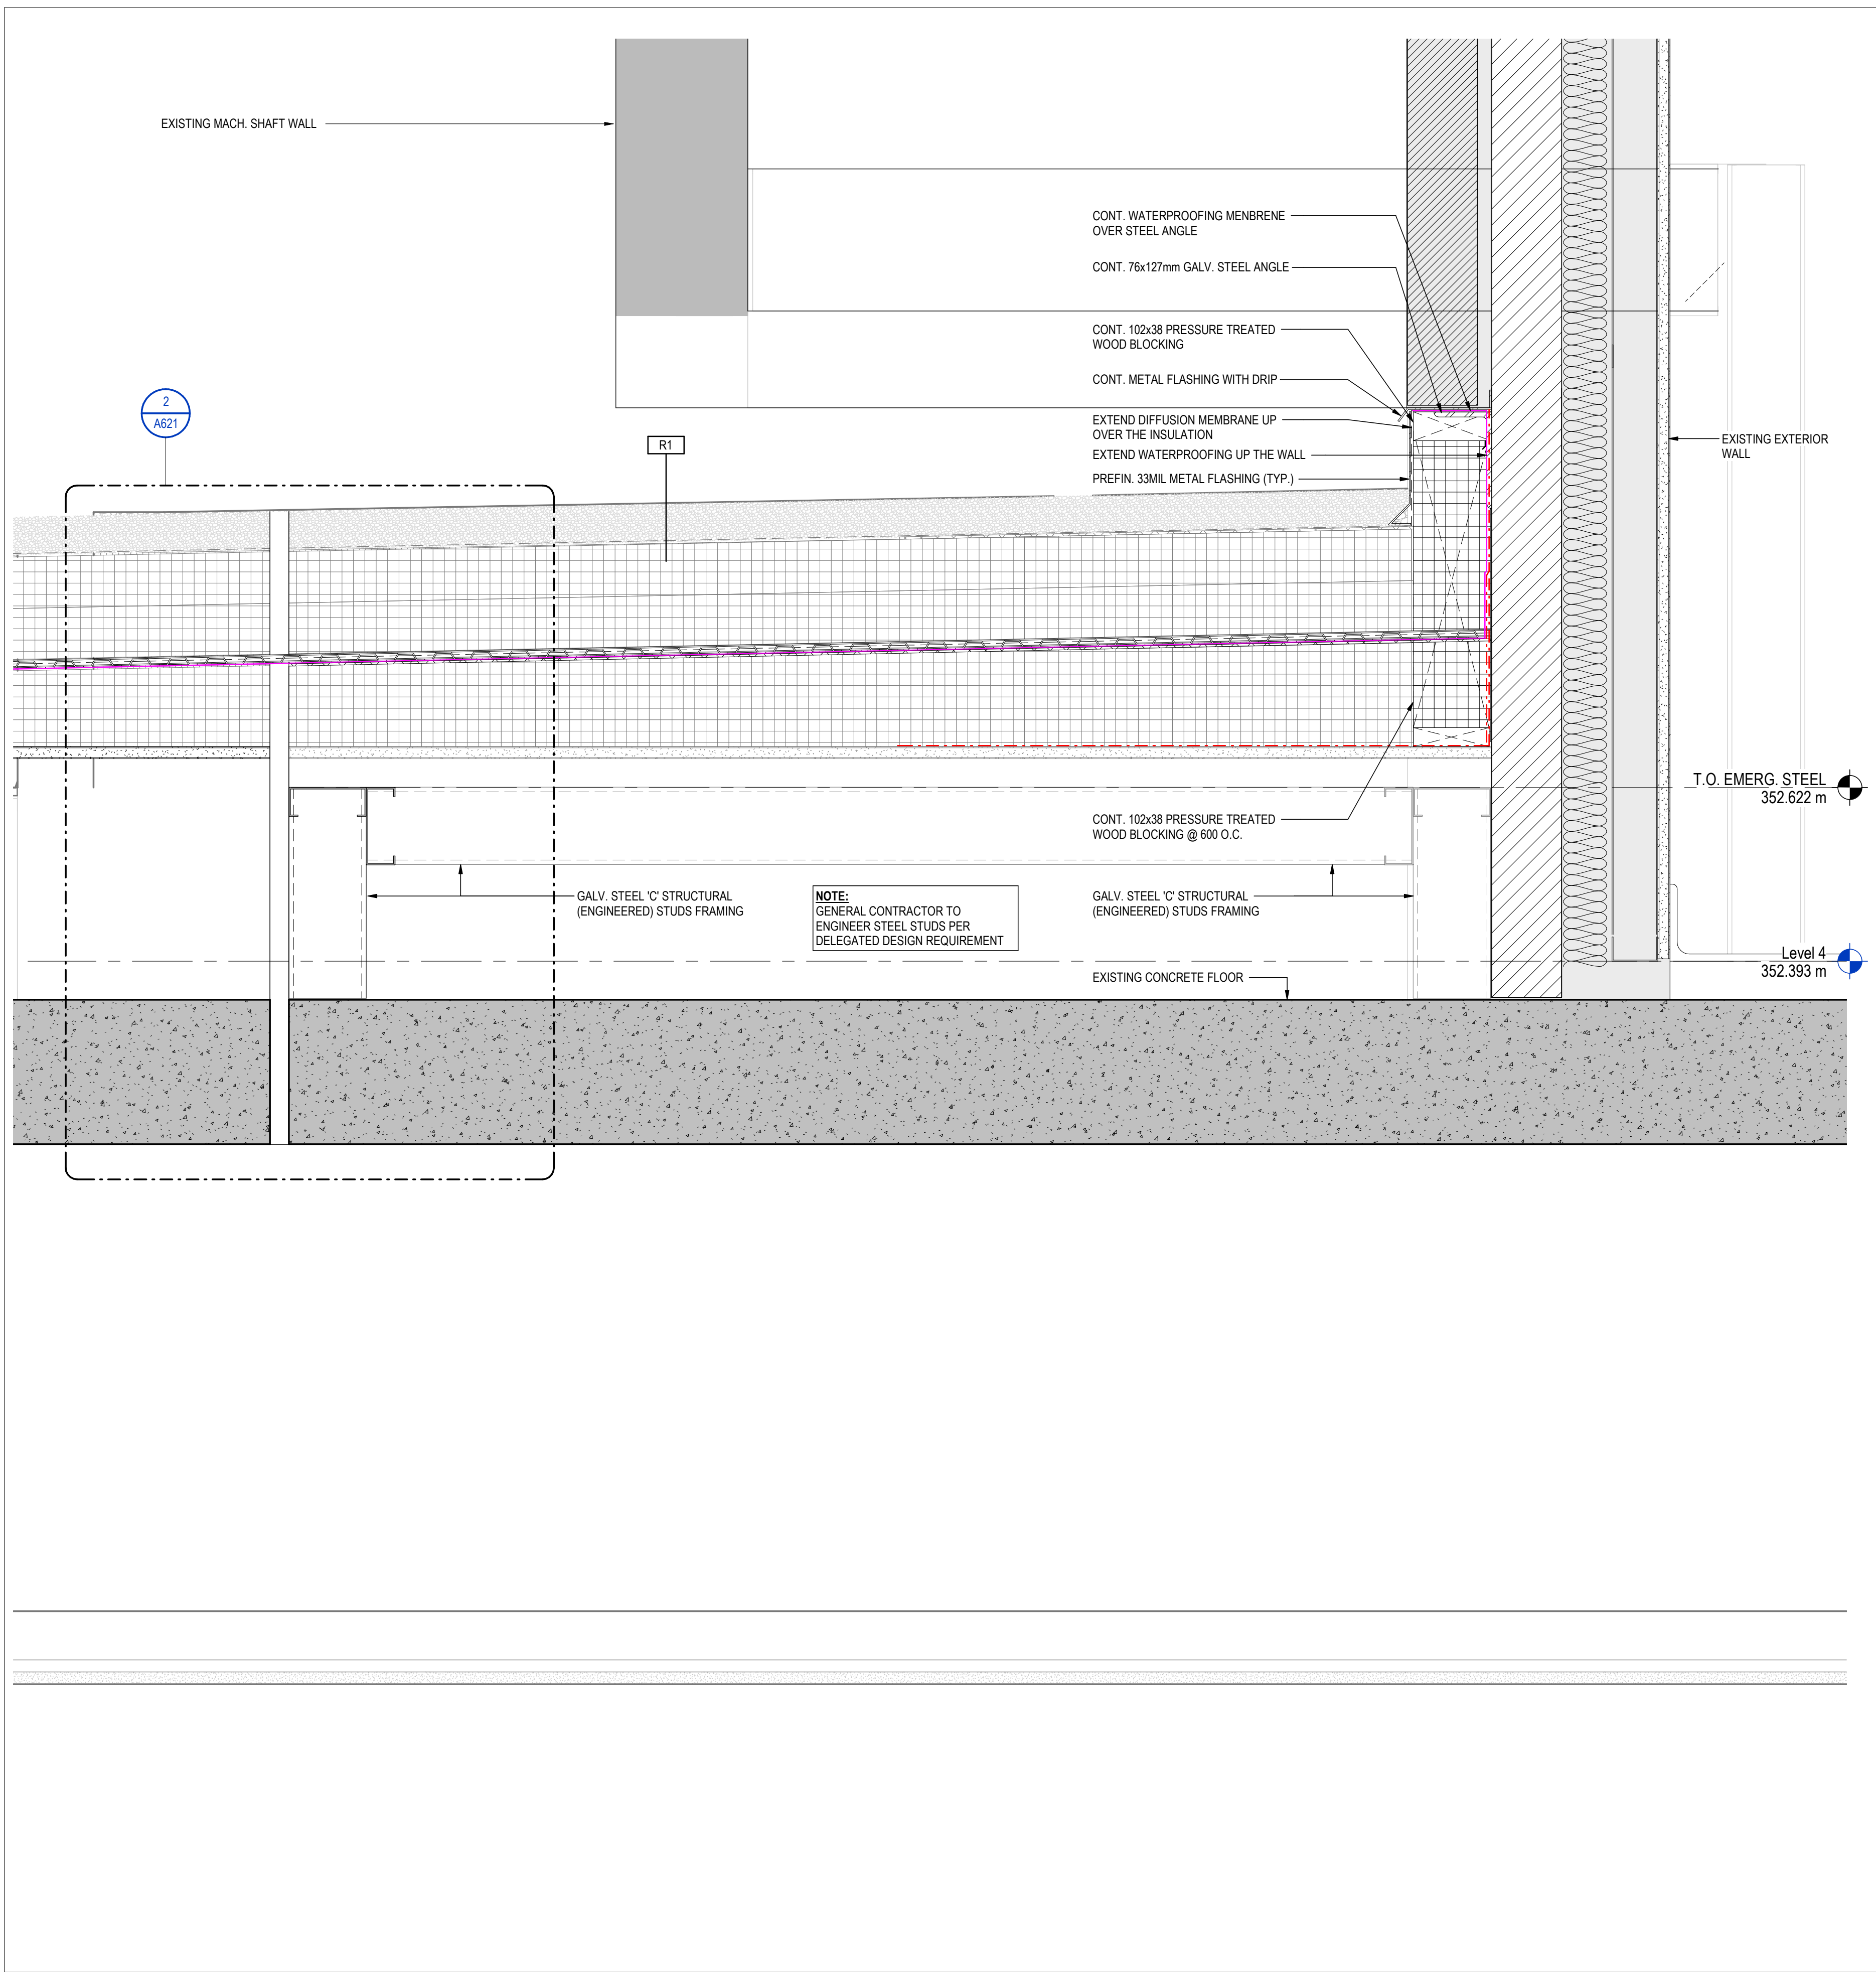 EXISTING MACH. SHAFT WALL
CONT. WATERPROOFING MENBRENE
OVER STEEL ANGLE
CONT. 76x127mm GALV. STEEL ANGLE
CONT. 102x38 PRESSURE TREATED
WOOD BLOCKING
CONT. METAL FLASHING WITH DRIP
2
A621
EXTEND DIFFUSION MEMBRANE UP
OVER THE INSULATION
R1
EXISTING EXTERIOR
WALL
EXTEND WATERPROOFING UP THE WALL
PREFIN. 33MIL METAL FLASHING (TYP.)
T.O. EMERG. STEEL
352.622 m
CONT. 102x38 PRESSURE TREATED
WOOD BLOCKING @ 600 O.C.
GALV. STEEL 'C' STRUCTURAL
(ENGINEERED) STUDS FRAMING
NOTE:
GENERAL CONTRACTOR TO
ENGINEER STEEL STUDS PER
DELEGATED DESIGN REQUIREMENT
GALV. STEEL 'C' STRUCTURAL
(ENGINEERED) STUDS FRAMING
Level 4
352.393 m
EXISTING CONCRETE FLOOR